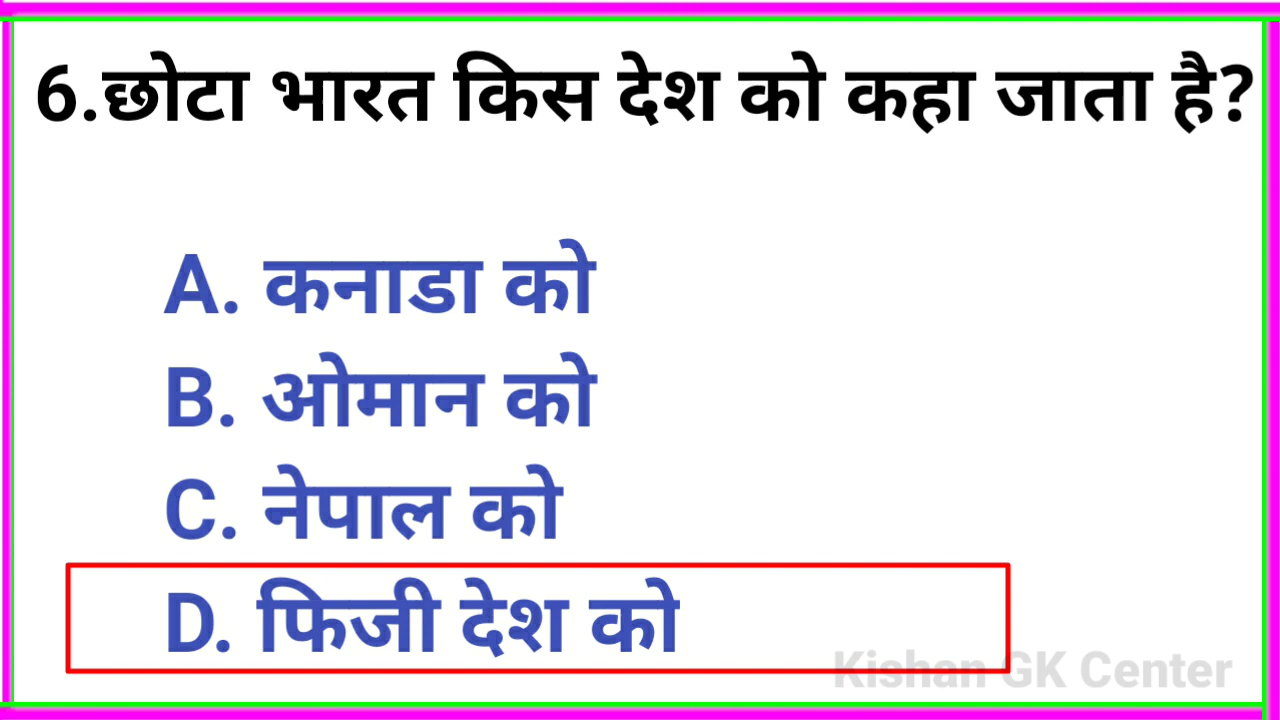 6.छोटा भारत किस देश को कहा जाता है?
A. कनाडा को
B. ओमान को
C. नेपाल को
D. फिजी देश को
Kishan GK Center